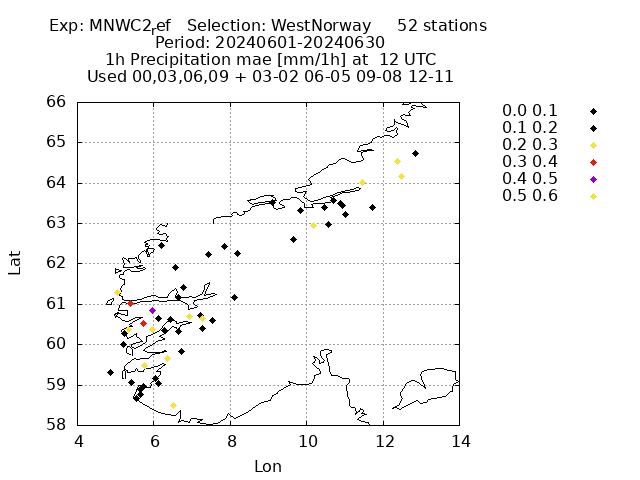 Exp: MNWC2ref Selection: WestNorway 52 stations
Period: 20240601-20240630
1h Precipitation mae [mm/1h] at 12 UTC
Used 00,03,06,09 + 03-02 06-05 09-08 12-11
66
65
64
63
62
61
60
59
58
4 6 8 10 12 14
Lat
Lon
0.0 0.1
0.1 0.2
0.2 0.3
0.3 0.4
0.4 0.5
0.5 0.6